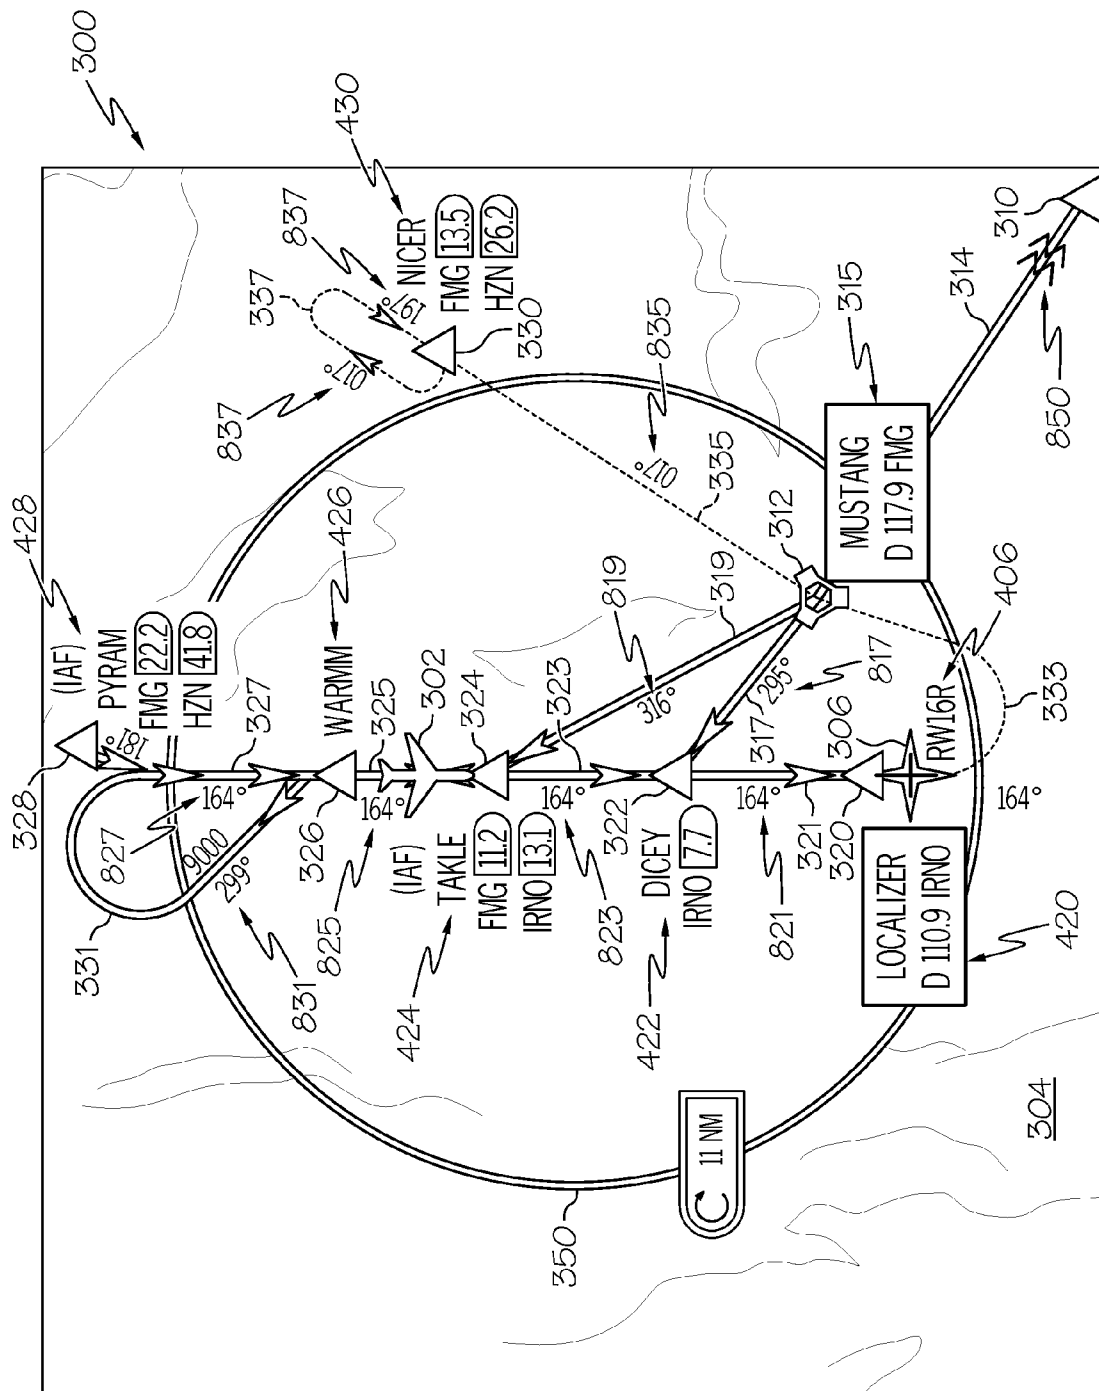 300
428
(IAF)
PYRAM
FMG 22.2
HZN 41.8
328
181°
327
164°
827
331
9000
299°
831
426
WARMM
325
326
164°
825
302
324
(IAF)
TAKLE
FMG 11.2
IRNO 13.1
424
323
164°
823
322
DICEY
IRNO 7.7
422
164°
821
321
320
306
RW16R
406
333
164°
LOCALIZER
D 110.9 IRNO
420
430
NICER
FMG 13.5
HZN 26.2
837
197°
337
017°
837
330
835
017°
335
312
319
819
316°
317
295°
817
MUSTANG
D 117.9 FMG
315
314
310
850
11 NM
350
304